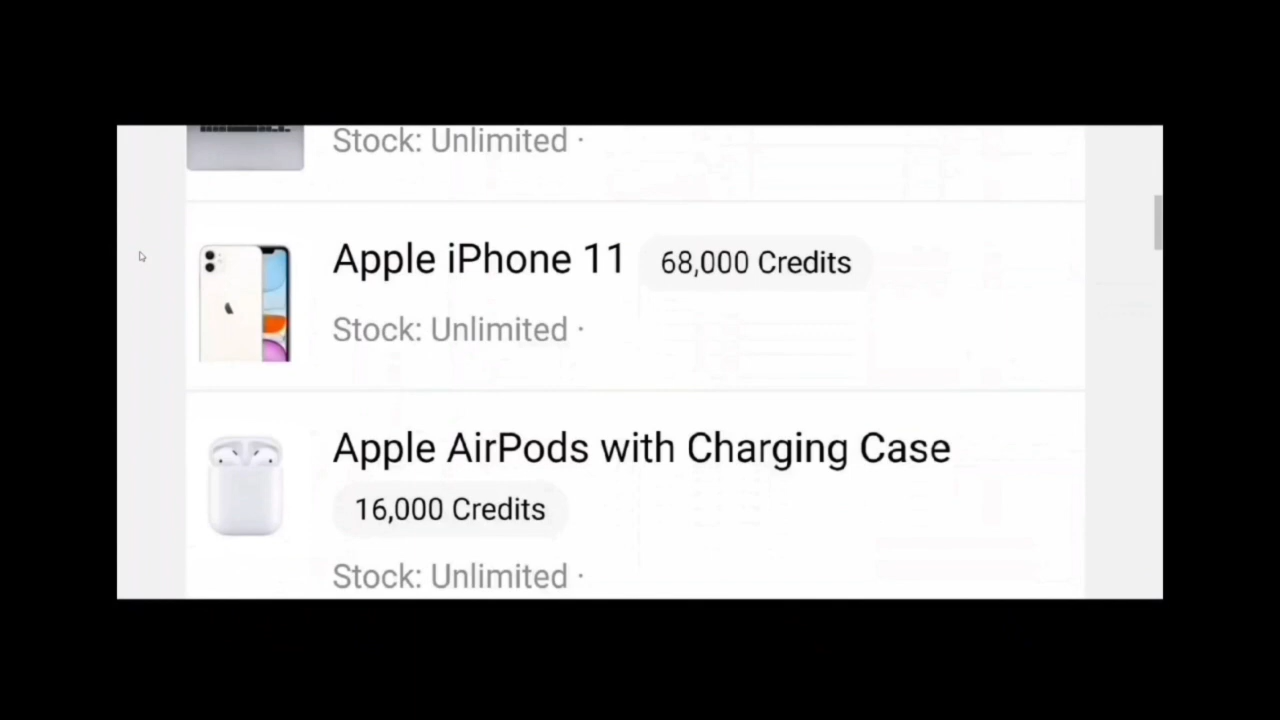 Stock: Unlimited ·
Apple iPhone 11 68,000 Credits
Stock: Unlimited ·
Apple AirPods with Charging Case
16,000 Credits
Stock: Unlimited ·